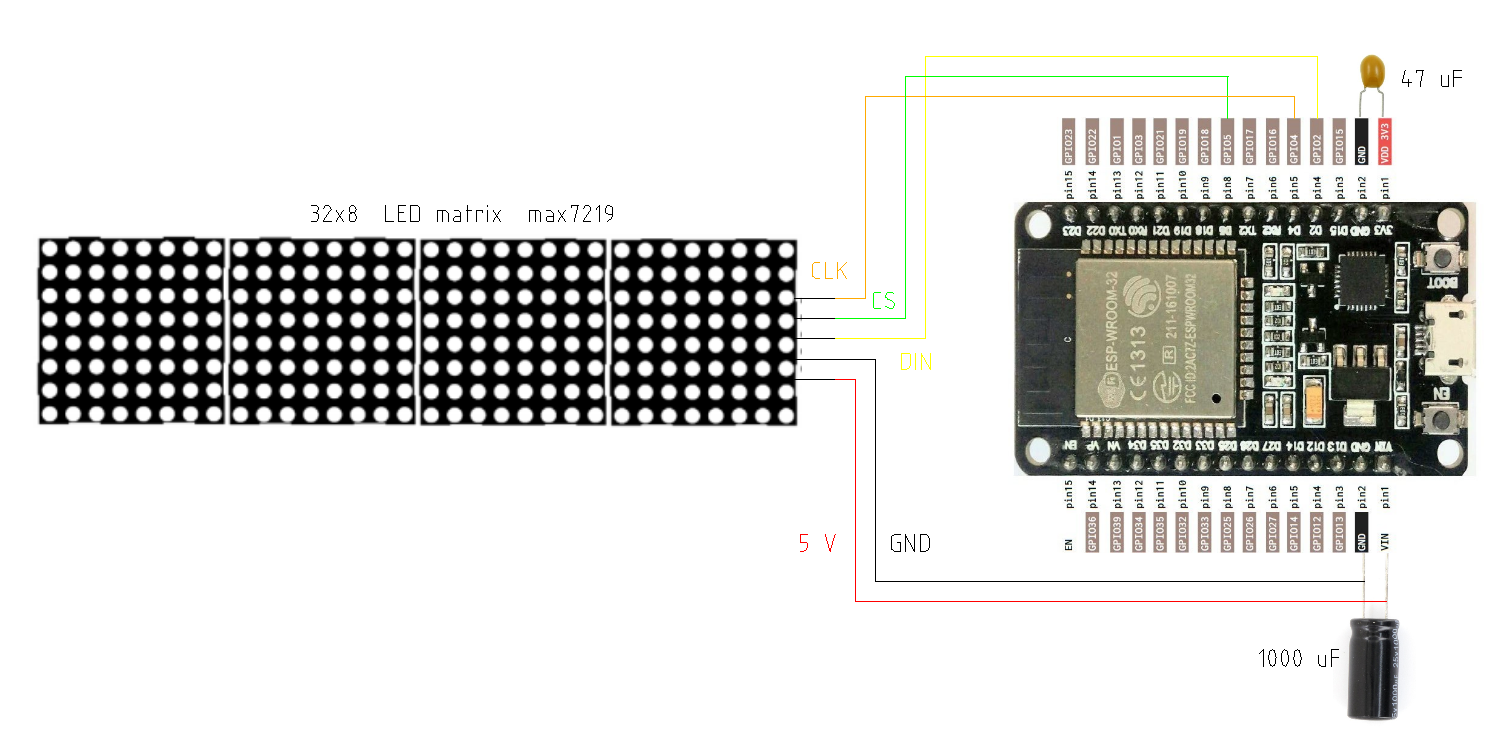 47 uF
GPIO23 GPIO22 GPIO1 GPIO3 GPIO21 GPIO19 GPIO18 GPIO5 GPIO17 GPIO16 GPIO4 GPIO2 GPIO15 GND VDD 3V3
pin15 pin14 pin13 pin12 pin11 pin10 pin9 pin8 pin7 pin6 pin5 pin4 pin3 pin2 pin1
D23 D22 TX0 RX0 D21 D19 D18 D5 TX2 RX2 D4 D2 D15 GND 3V3
32x8 LED matrix max7219
CLK
CS
DIN
BOOT
ESP-WROOM-32
CE1313
R 211-161007
FCC ID:2AC7Z-ESPWROOM32
EN
EN VP VN D34 D35 D32 D33 D25 D26 D27 D14 D12 D13 GND VIN
pin15 pin14 pin13 pin12 pin11 pin10 pin9 pin8 pin7 pin6 pin5 pin4 pin3 pin2 pin1
EN GPIO36 GPIO39 GPIO34 GPIO35 GPIO32 GPIO33 GPIO25 GPIO26 GPIO27 GPIO14 GPIO12 GPIO13 GND VIN
5 V
GND
1000 uF